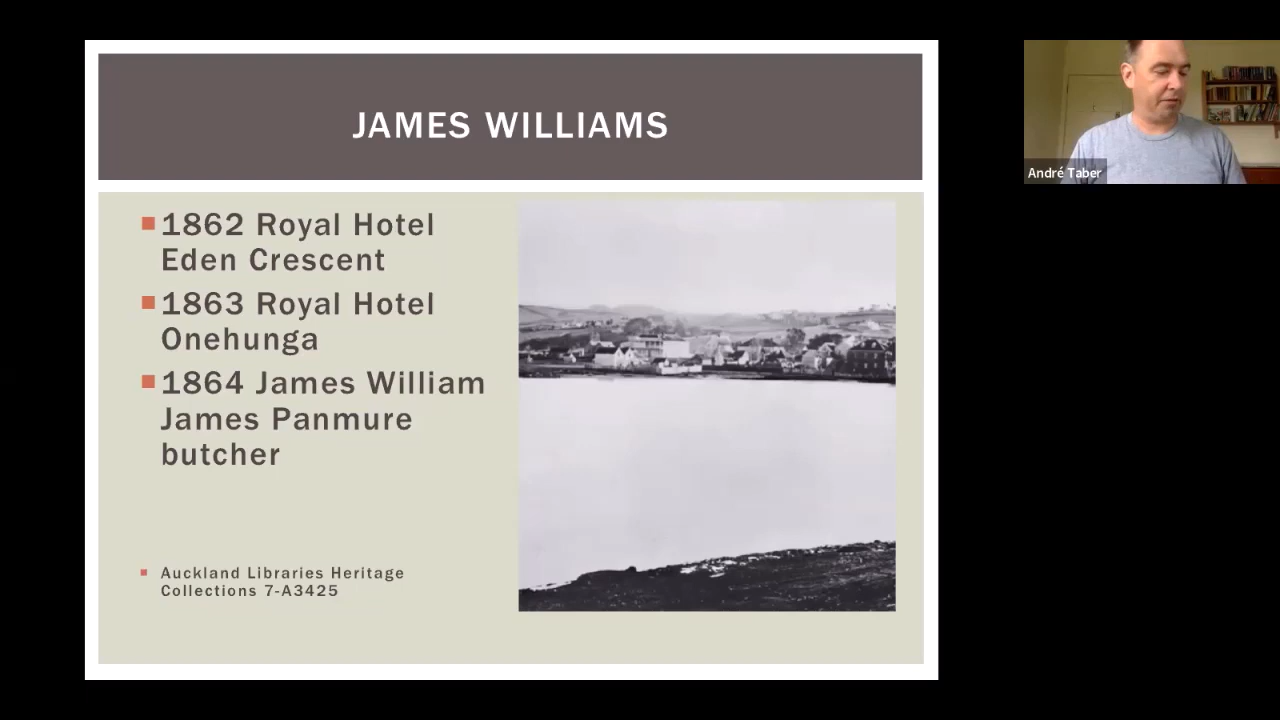 JAMES WILLIAMS
1862 Royal Hotel
Eden Crescent
1863 Royal Hotel
Onehunga
1864 James William
James Panmure
butcher
Auckland Libraries Heritage
Collections 7-A3425
André Taber